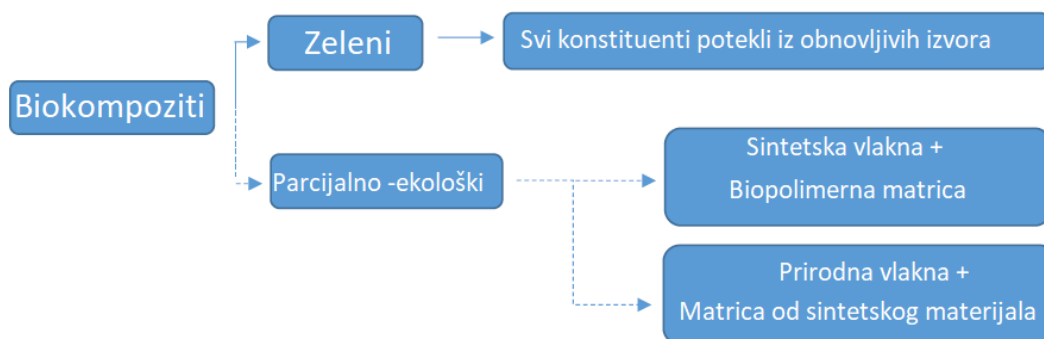 Biokompoziti
Zeleni
Svi konstituenti potekli iz obnovljivih izvora
Parcijalno -ekološki
Sintetska vlakna +
Biopolimerna matrica
Prirodna vlakna +
Matrica od sintetskog materijala